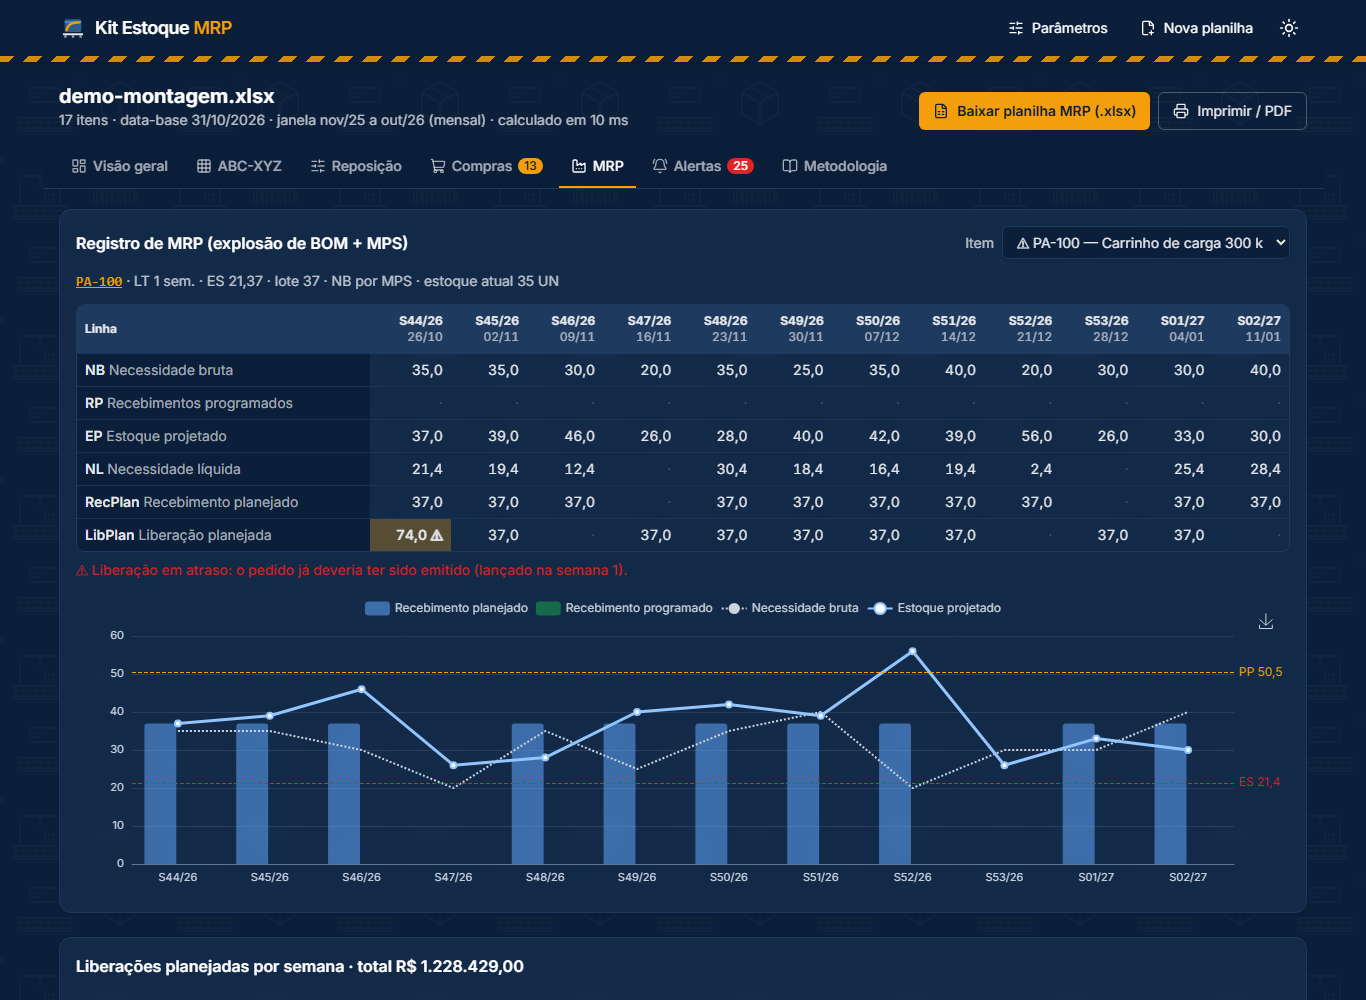 Kit Estoque MRP
Parâmetros
Nova planilha
demo-montagem.xlsx
17 itens · data-base 31/10/2026 · janela nov/25 a out/26 (mensal) · calculado em 10 ms
Baixar planilha MRP (.xlsx)
Imprimir / PDF
Visão geral
ABC-XYZ
Reposição
Compras 13
MRP
Alertas 25
Metodologia
Registro de MRP (explosão de BOM + MPS)
Item
⚠ PA-100 — Carrinho de carga 300 k
PA-100 · LT 1 sem. · ES 21,37 · lote 37 · NB por MPS · estoque atual 35 UN
Linha S44/26 S45/26 S46/26 S47/26 S48/26 S49/26 S50/26 S51/26 S52/26 S53/26 S01/27 S02/27
26/10 02/11 09/11 16/11 23/11 30/11 07/12 14/12 21/12 28/12 04/01 11/01
NB Necessidade bruta 35,0 35,0 30,0 20,0 35,0 25,0 35,0 40,0 20,0 30,0 30,0 40,0
RP Recebimentos programados · · · · · · · · · · · ·
EP Estoque projetado 37,0 39,0 46,0 26,0 28,0 40,0 42,0 39,0 56,0 26,0 33,0 30,0
NL Necessidade líquida 21,4 19,4 12,4 · 30,4 18,4 16,4 19,4 2,4 · 25,4 28,4
RecPlan Recebimento planejado 37,0 37,0 37,0 · 37,0 37,0 37,0 37,0 37,0 · 37,0 37,0
LibPlan Liberação planejada 74,0 ⚠ 37,0 · 37,0 37,0 37,0 37,0 37,0 · 37,0 37,0 ·
⚠ Liberação em atraso: o pedido já deveria ter sido emitido (lançado na semana 1).
Recebimento planejado Recebimento programado Necessidade bruta Estoque projetado
60
50
PP 50,5
40
30
20
ES 21,4
10
0
S44/26 S45/26 S46/26 S47/26 S48/26 S49/26 S50/26 S51/26 S52/26 S53/26 S01/27 S02/27
Liberações planejadas por semana · total R$ 1.228.429,00